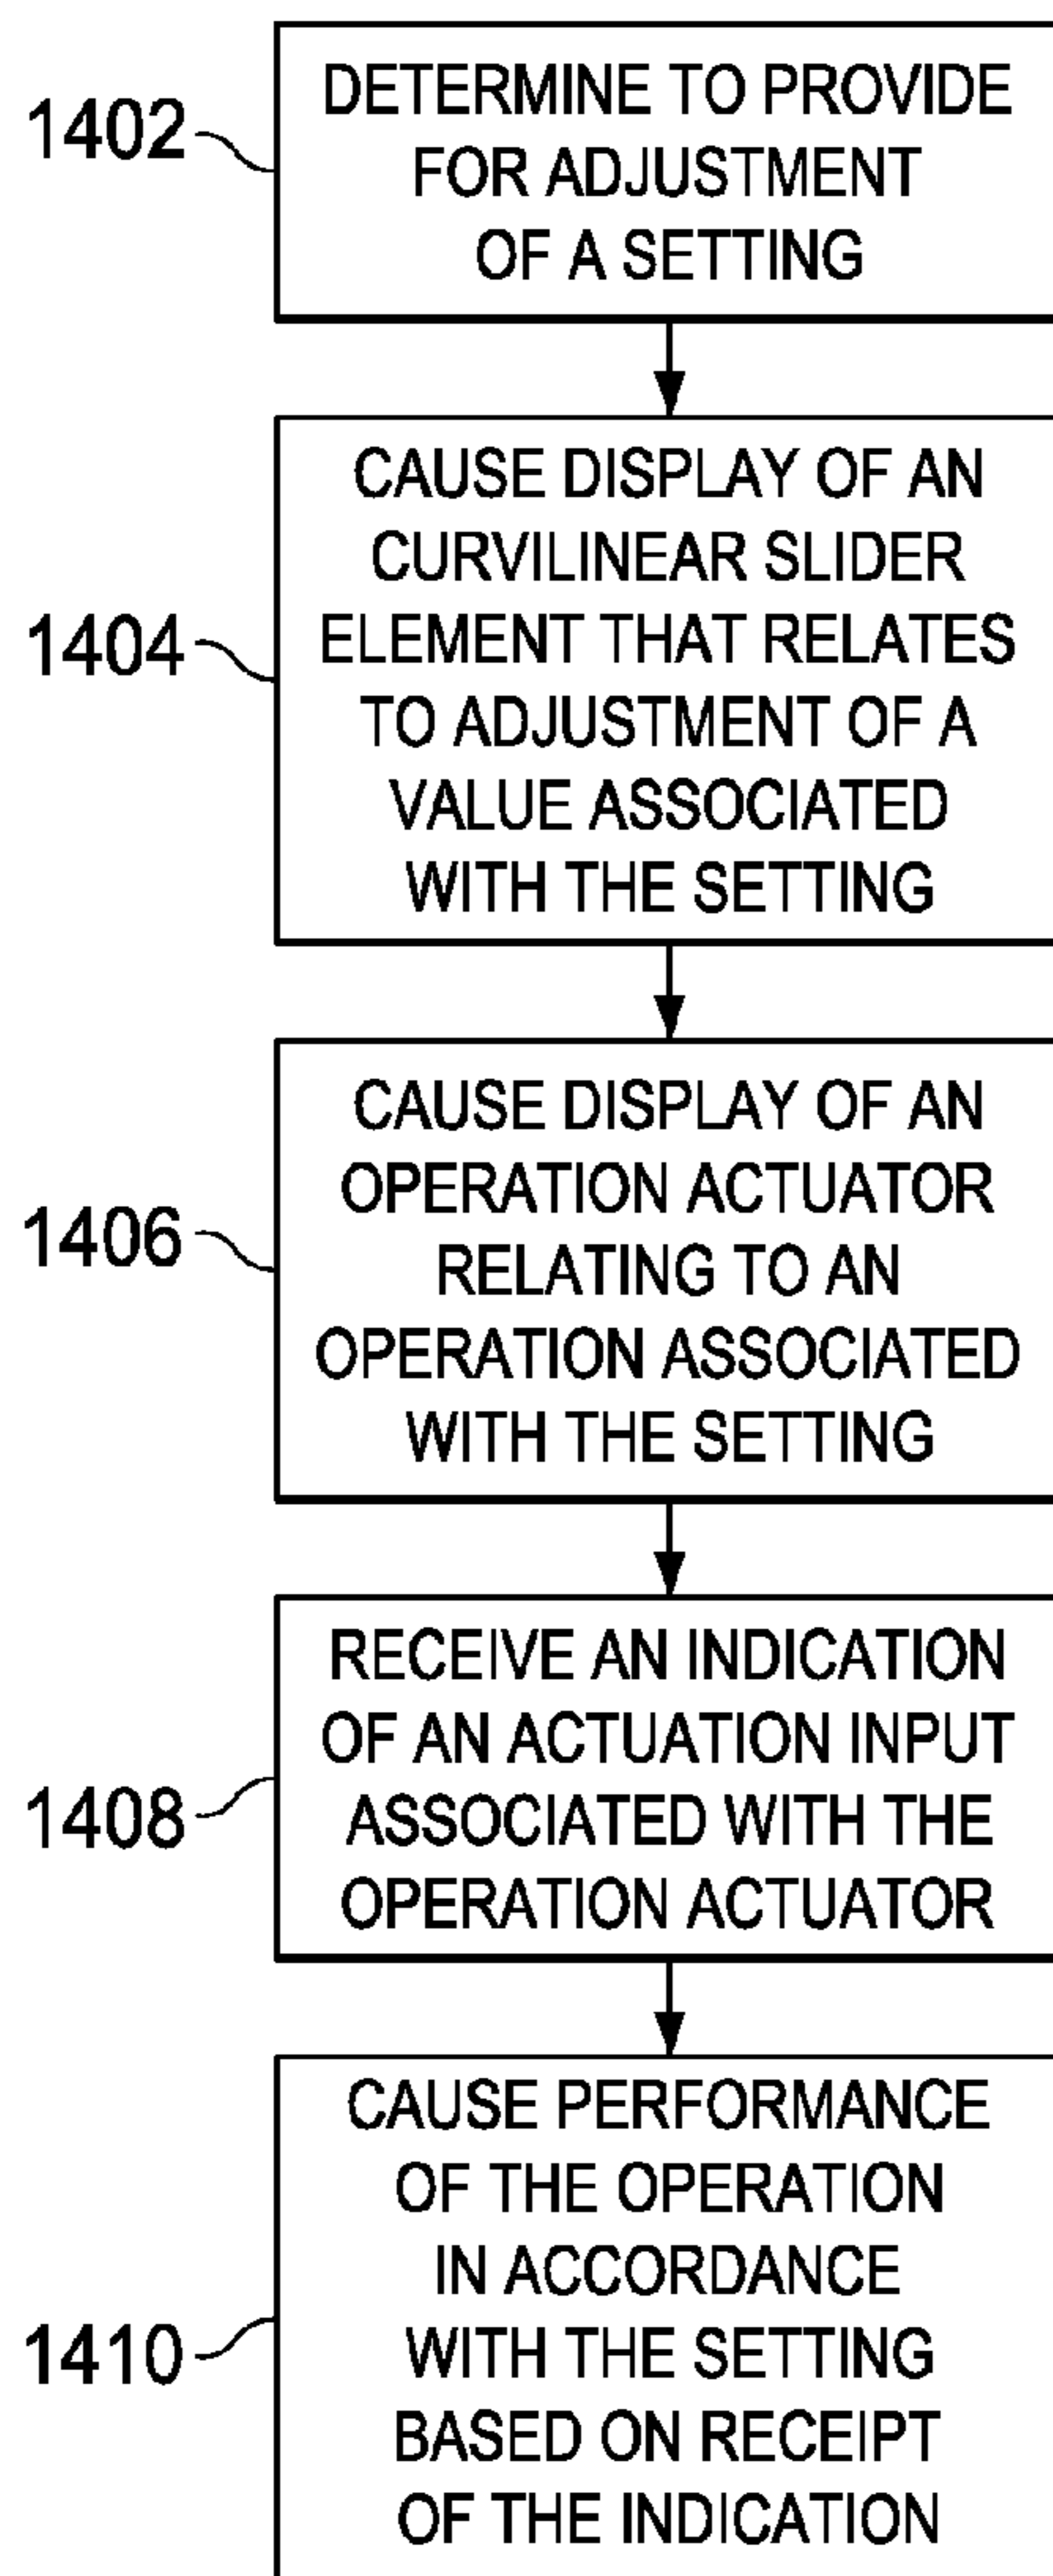 1402
DETERMINE TO PROVIDE
FOR ADJUSTMENT
OF A SETTING
1404
CAUSE DISPLAY OF AN
CURVILINEAR SLIDER
ELEMENT THAT RELATES
TO ADJUSTMENT OF A
VALUE ASSOCIATED
WITH THE SETTING
1406
CAUSE DISPLAY OF AN
OPERATION ACTUATOR
RELATING TO AN
OPERATION ASSOCIATED
WITH THE SETTING
1408
RECEIVE AN INDICATION
OF AN ACTUATION INPUT
ASSOCIATED WITH THE
OPERATION ACTUATOR
1410
CAUSE PERFORMANCE
OF THE OPERATION
IN ACCORDANCE
WITH THE SETTING
BASED ON RECEIPT
OF THE INDICATION